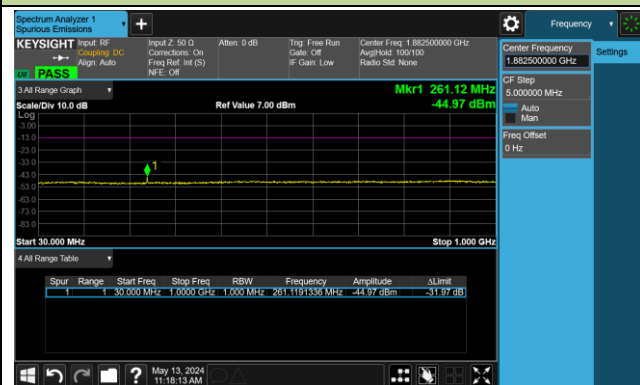 Spectrum Analyzer 1
Spurious Emissions
+
Frequency
KEYSIGHT Input: RF Input Z: 50 Ω Atten: 0 dB Trig: Free Run Center Freq: 1.882500000 GHz
Coupling: DC Corrections: On Gate: Off Avg|Hold: 100/100
Align: Auto Freq Ref: Int (S) IF Gain: Low Radio Std: None
NFE: Off
PASS
Center Frequency
1.882500000 GHz
Settings
CF Step
5.000000 MHz
Auto
Man
Freq Offset
0 Hz
3 All Range Graph
Mkr1 261.12 MHz
Scale/Div 10.0 dB Ref Value 7.00 dBm -44.97 dBm
Log
-3.00
-13.0
-23.0
-33.0
-43.0
-53.0
-63.0
-73.0
-83.0
1
Start 30.000 MHz Stop 1.000 GHz
4 All Range Table
Spur Range Start Freq Stop Freq RBW Frequency Amplitude ΔLimit
1 1 30.000 MHz 1.0000 GHz 1.000 MHz 261.1191336 MHz -44.97 dBm -31.97 dB
?
May 13, 2024
11:18:13 AM